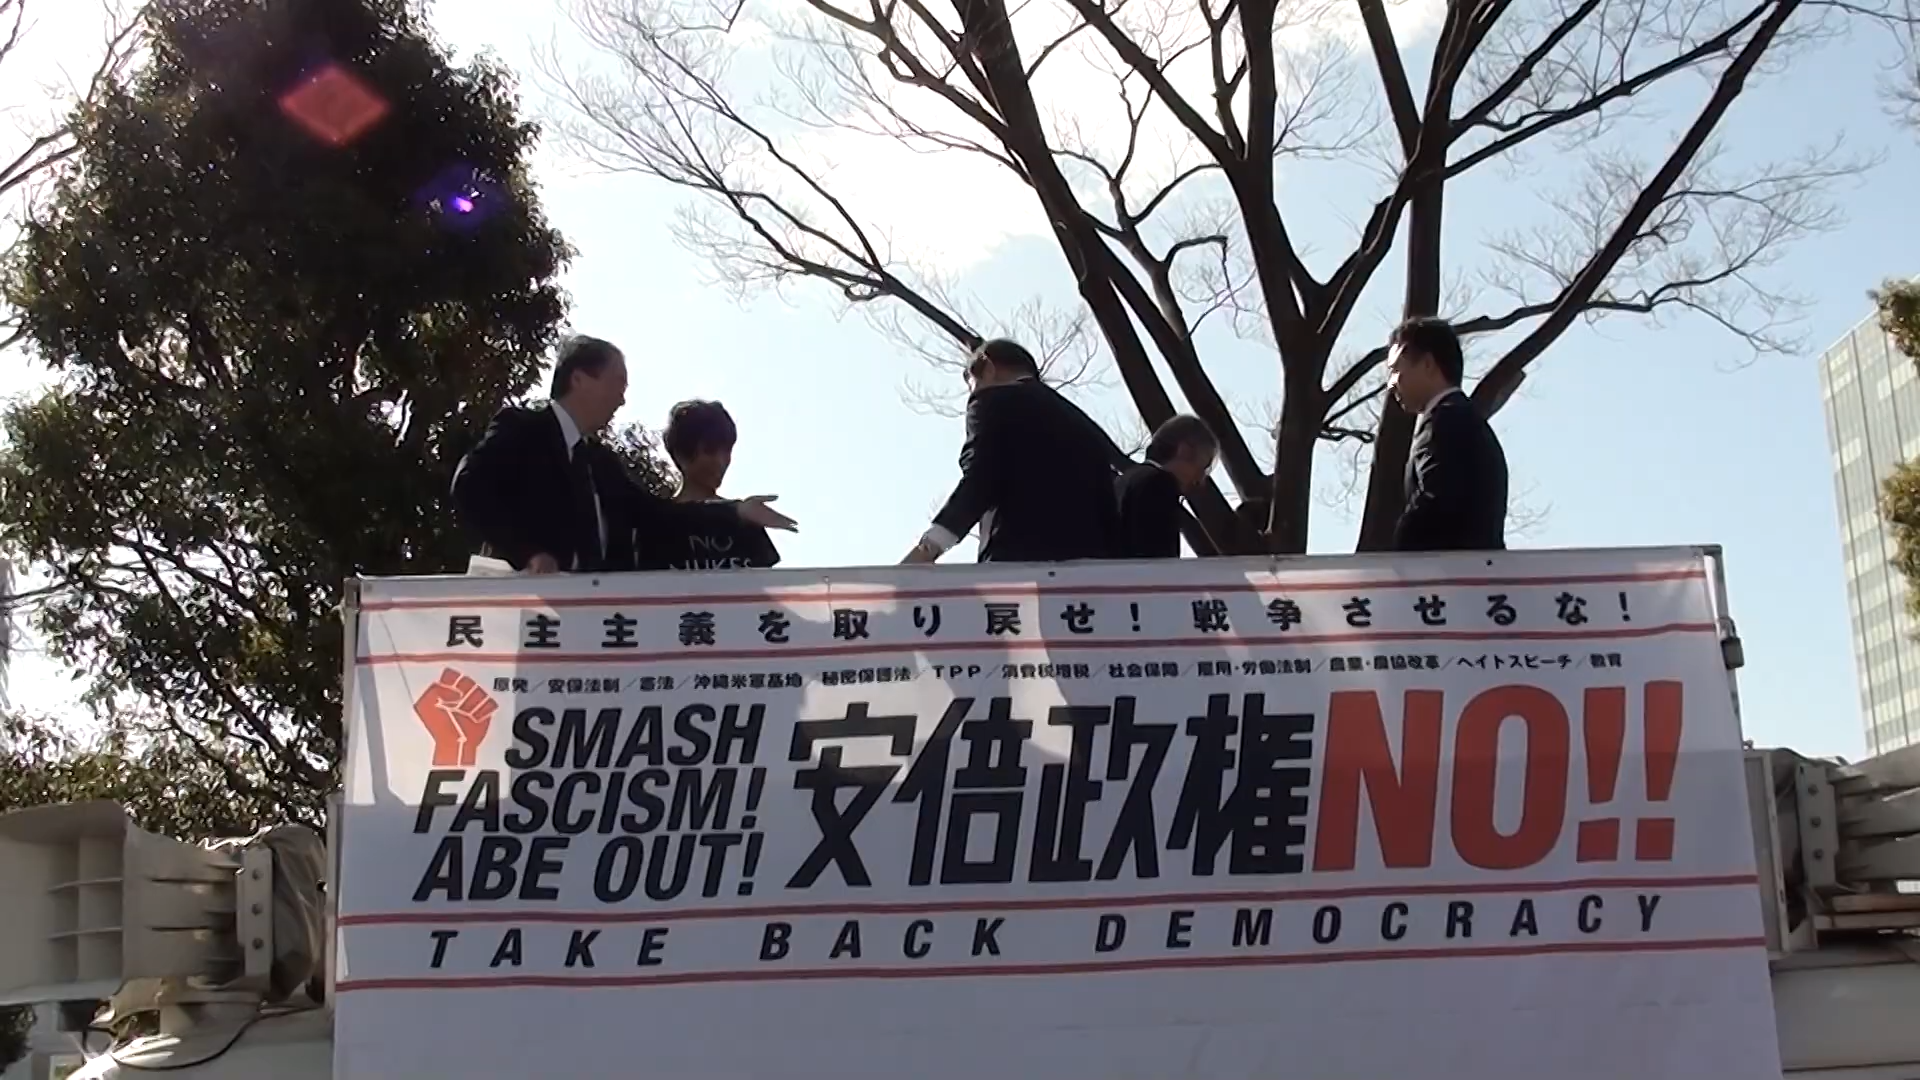 NO
NUKES
民主主義を取り戻せ！戦争させるな！
原発／安保法制／憲法／沖縄米軍基地／秘密保護法／TPP／消費税増税／社会保障／雇用・労働法制／農業・農協改革／ヘイトスピーチ／教育
SMASH
FASCISM!
ABE OUT!
安倍政権NO!!
TAKE BACK DEMOCRACY